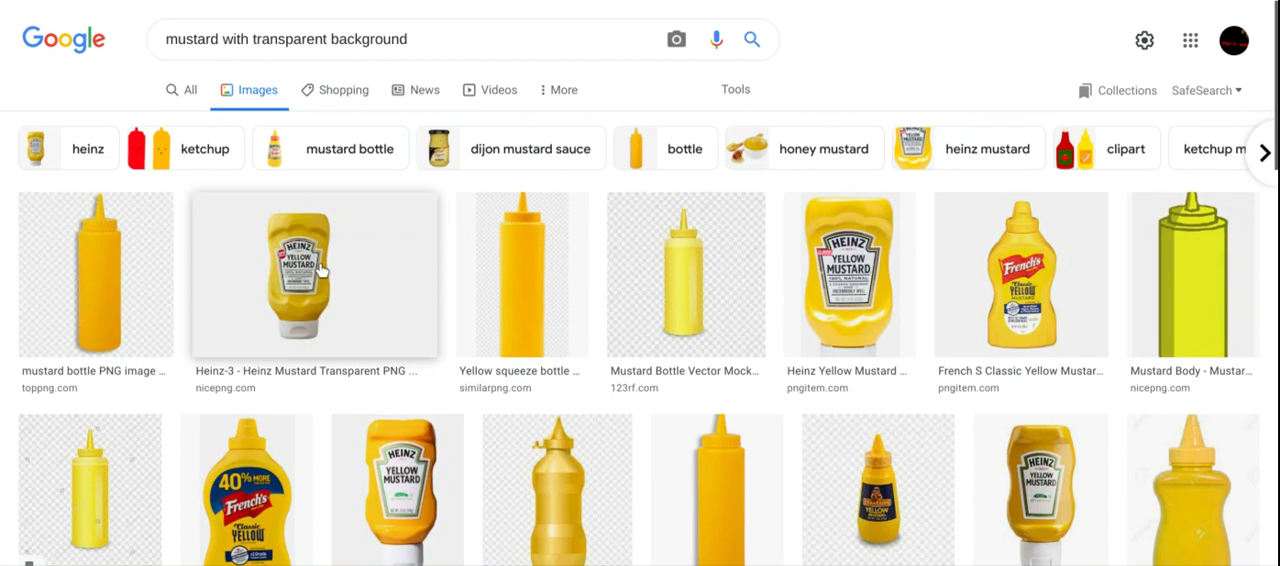 Google
mustard with transparent background
All
Images
Shopping
News
Videos
More
Tools
Collections
SafeSearch
heinz
ketchup
mustard bottle
dijon mustard sauce
bottle
honey mustard
heinz mustard
clipart
ketchup m
HEINZ
YELLOW
MUSTARD
HEINZ
YELLOW
MUSTARD
100% NATURAL
French's
Classic
YELLOW
MUSTARD
mustard bottle PNG image ...
toppng.com
Heinz-3 - Heinz Mustard Transparent PNG ...
nicepng.com
Yellow squeeze bottle ...
similarpng.com
Mustard Bottle Vector Mock...
123rf.com
Heinz Yellow Mustard ...
pngitem.com
French S Classic Yellow Mustar...
pngitem.com
Mustard Body - Mustar...
nicepng.com
40% MORE
French's
Classic
YELLOW
HEINZ
YELLOW
MUSTARD
YELLOW
HEINZ
YELLOW
MUSTARD